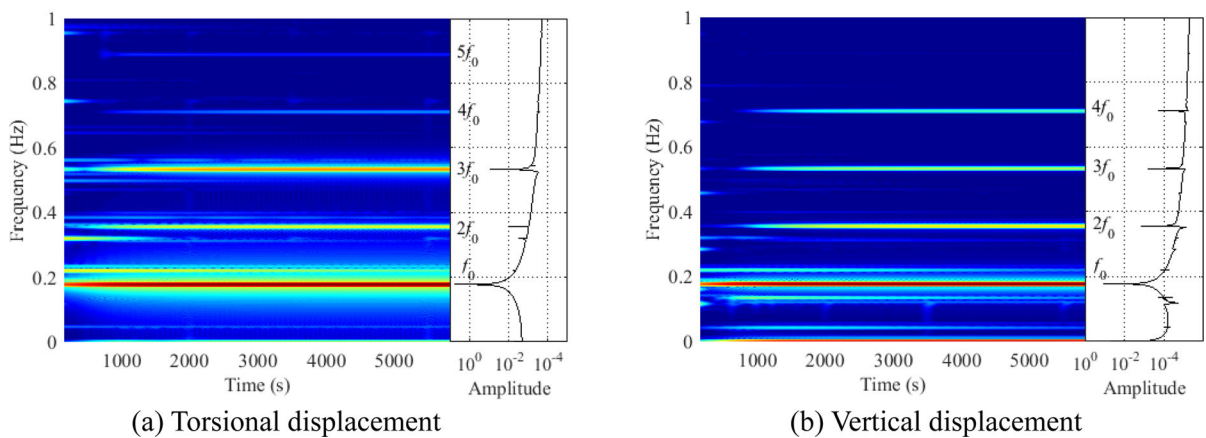 1
0.8
0.6
0.4
0.2
0
Frequency (Hz)
5f0
4f0
3f0
2f0
f0
1000 2000 3000 4000 5000
Time (s)
10^0 10^-2 10^-4
Amplitude
(a) Torsional displacement
1
0.8
0.6
0.4
0.2
0
Frequency (Hz)
4f0
3f0
2f0
f0
1000 2000 3000 4000 5000
Time (s)
10^0 10^-2 10^-4
Amplitude
(b) Vertical displacement